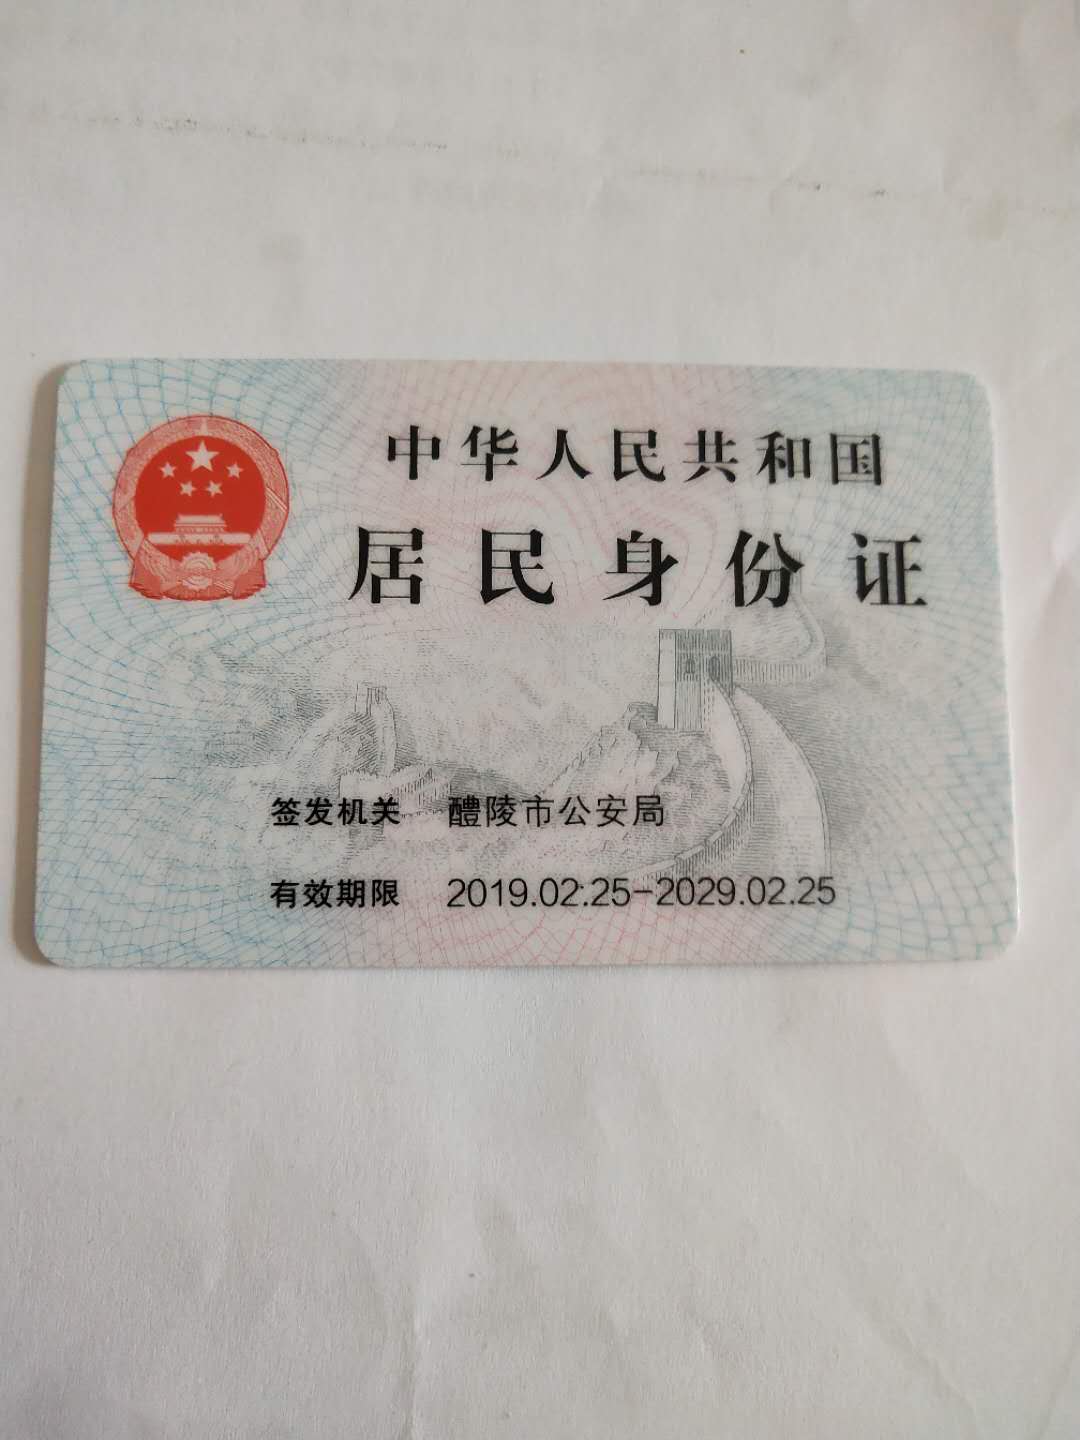 中华人民共和国
居民身份证
签发机关 醴陵市公安局
有效期限 2019.02.25-2029.02.25